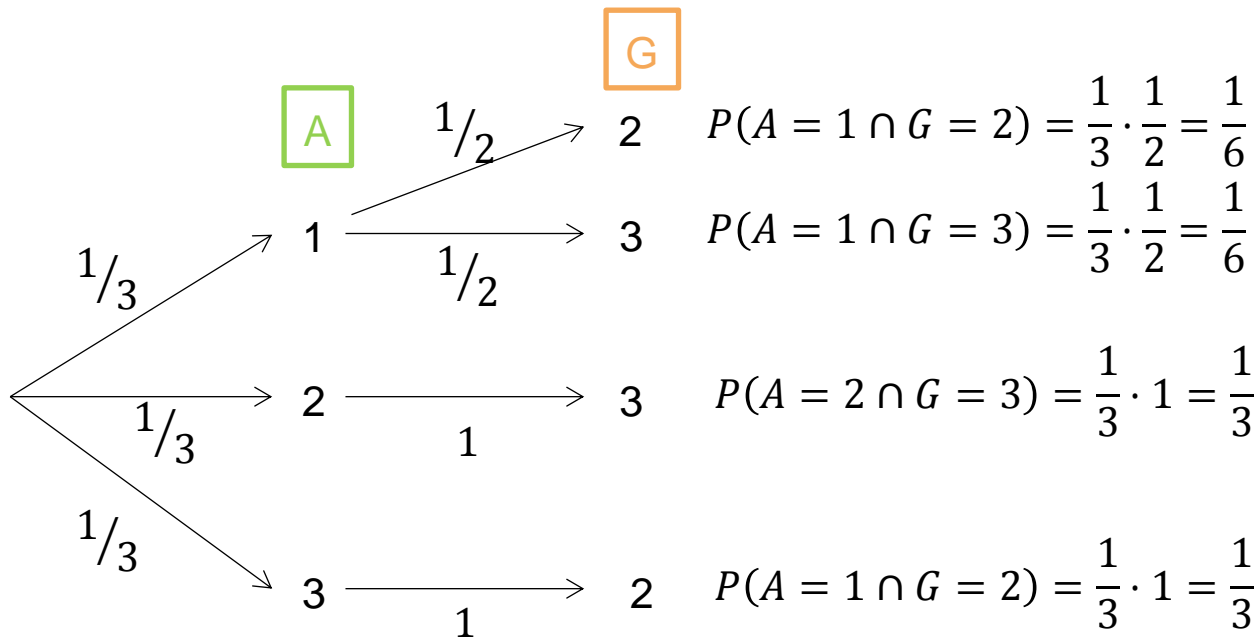 G
A
1/2 2 P(A = 1 ∩ G = 2) = 1/3 · 1/2 = 1/6
1 3 P(A = 1 ∩ G = 3) = 1/3 · 1/2 = 1/6
1/3 1/2
2 3 P(A = 2 ∩ G = 3) = 1/3 · 1 = 1/3
1/3 1
1/3
3 2 P(A = 1 ∩ G = 2) = 1/3 · 1 = 1/3
1